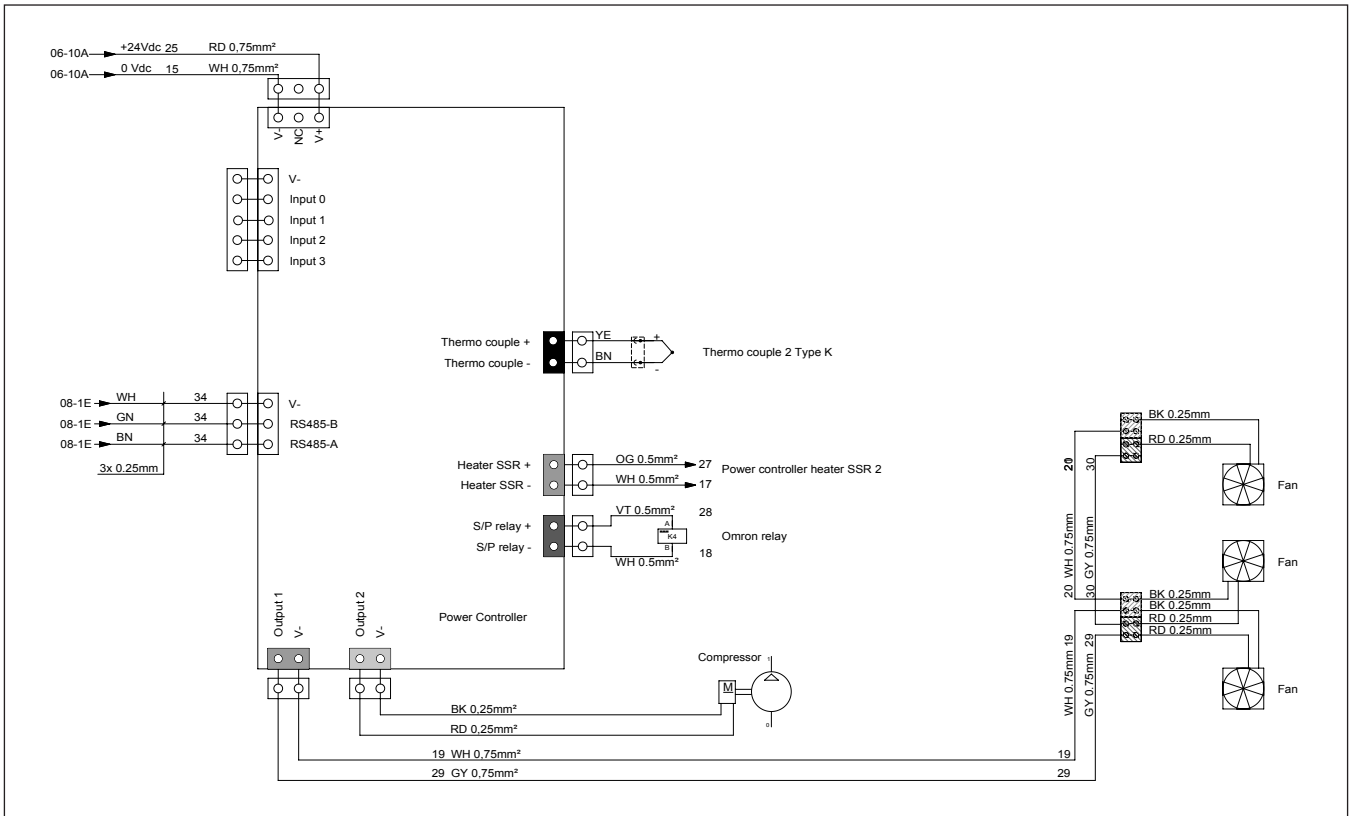 06-10A +24Vdc 25 RD 0,75mm²
06-10A 0 Vdc 15 WH 0,75mm²
V- NC V+
V-
Input 0
Input 1
Input 2
Input 3
Thermo couple + YE +
Thermo couple - BN -
Thermo couple 2 Type K
08-1E WH 34 V-
08-1E GN 34 RS485-B
08-1E BN 34 RS485-A
3x 0.25mm
Heater SSR + OG 0.5mm² 27
Heater SSR - WH 0.5mm² 17
Power controller heater SSR 2
S/P relay + VT 0.5mm² 28
S/P relay - WH 0.5mm² 18
A
K4
B
Omron relay
Power Controller
Output 1
V-
Output 2
V-
Compressor 1
M
0
BK 0,25mm²
RD 0,25mm²
19 WH 0,75mm² 19
29 GY 0,75mm² 29
BK 0.25mm
RD 0.25mm
Fan
30
20 WH 0.75mm
30 GY 0.75mm
Fan
BK 0.25mm
BK 0.25mm
RD 0.25mm
RD 0.25mm
WH 0.75mm 19
GY 0.75mm 29
Fan